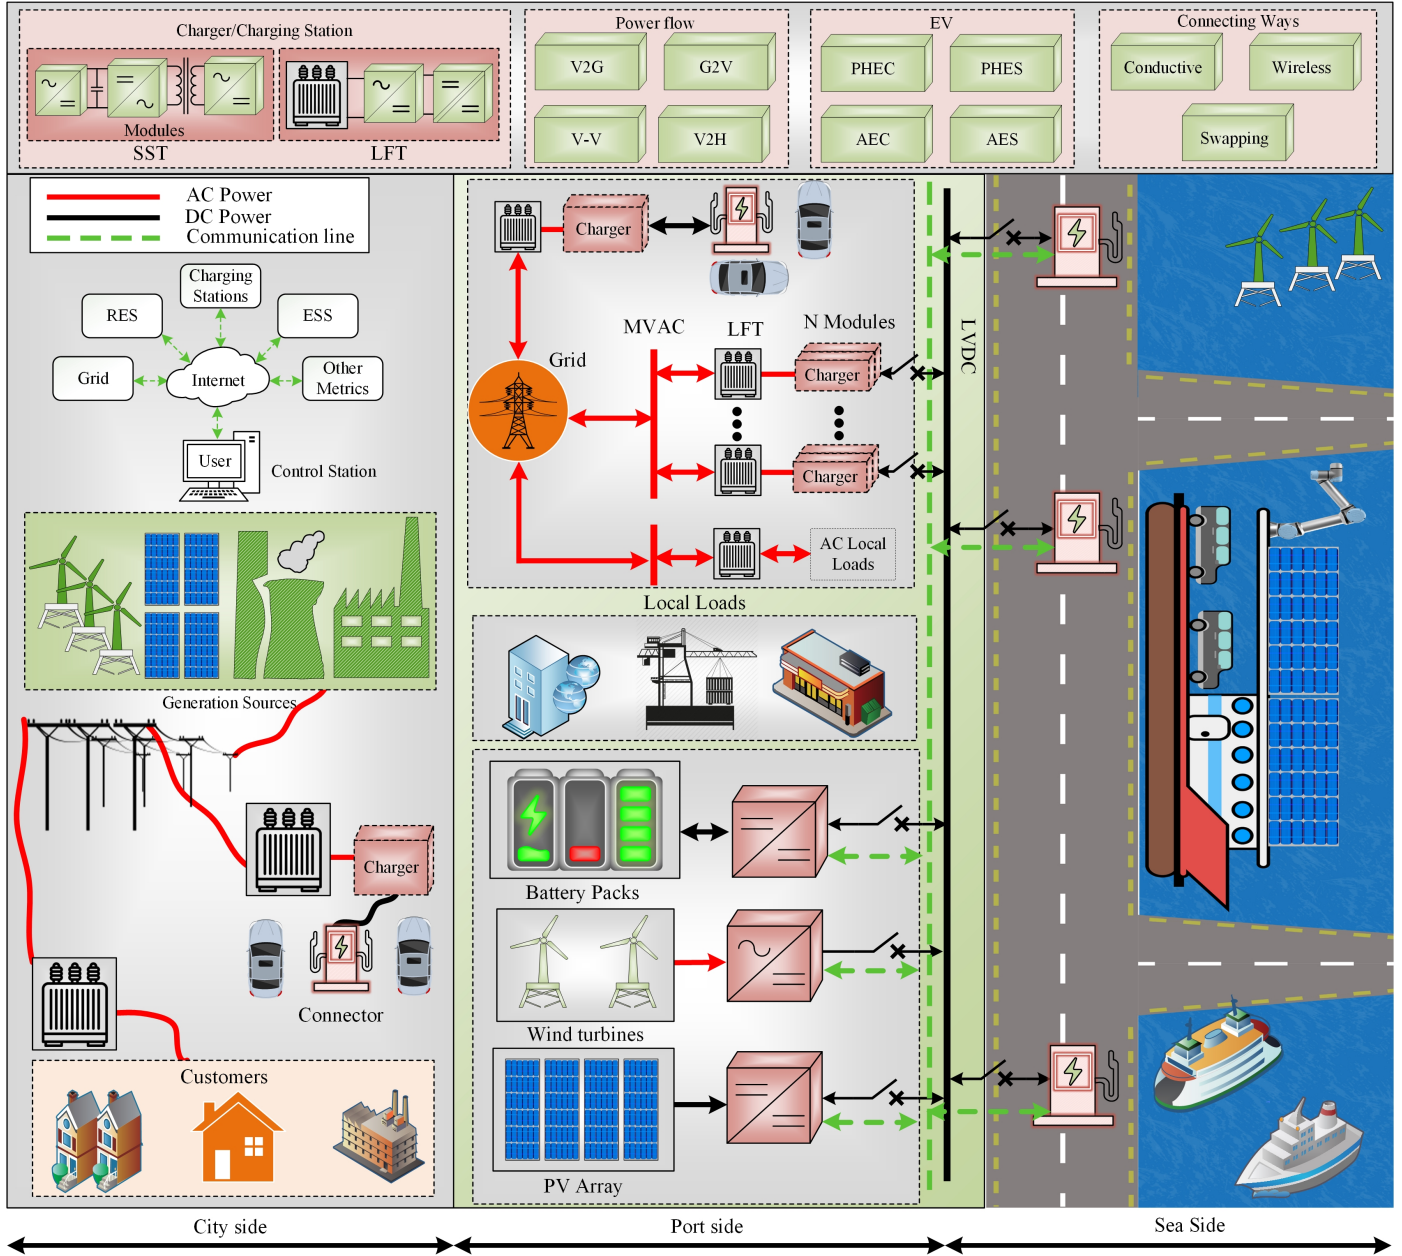 Charger/Charging Station
Modules
SST
LFT
Power flow
V2G
G2V
V-V
V2H
EV
PHEC
PHES
AEC
AES
Connecting Ways
Conductive
Wireless
Swapping
AC Power
DC Power
Communication line
Charging
Stations
RES
ESS
Grid
Internet
Other
Metrics
User
Control Station
Generation Sources
Charger
Connector
Customers
Charger
Grid
MVAC
LFT
N Modules
Charger
Charger
AC Local
Loads
Local Loads
Battery Packs
Wind turbines
PV Array
LVDC
City side
Port side
Sea Side